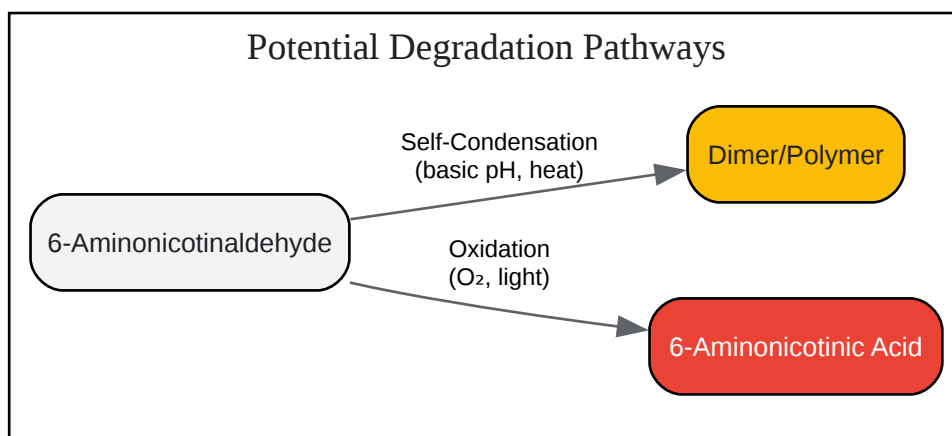 Potential Degradation Pathways
Self-Condensation
(basic pH, heat)
Dimer/Polymer
6-Aminonicotinaldehyde
Oxidation
(O₂, light)
6-Aminonicotinic Acid